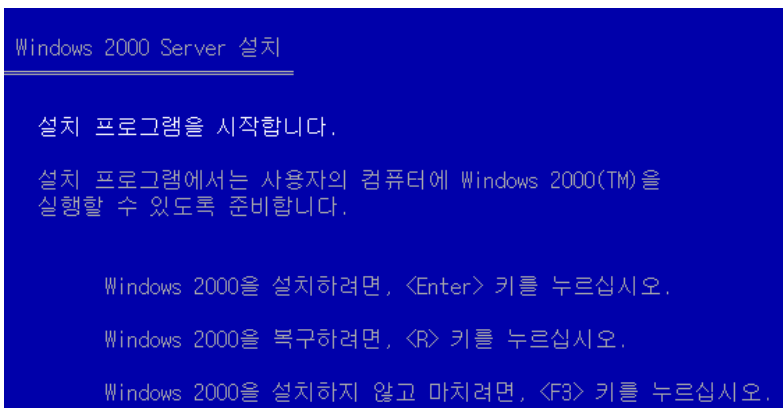 Windows 2000 Server 설치
설치 프로그램을 시작합니다.
설치 프로그램에서는 사용자의 컴퓨터에 Windows 2000(TM)을
실행할 수 있도록 준비합니다.
Windows 2000을 설치하려면, <Enter> 키를 누르십시오.
Windows 2000을 복구하려면, <R> 키를 누르십시오.
Windows 2000을 설치하지 않고 마치려면, <F3> 키를 누르십시오.